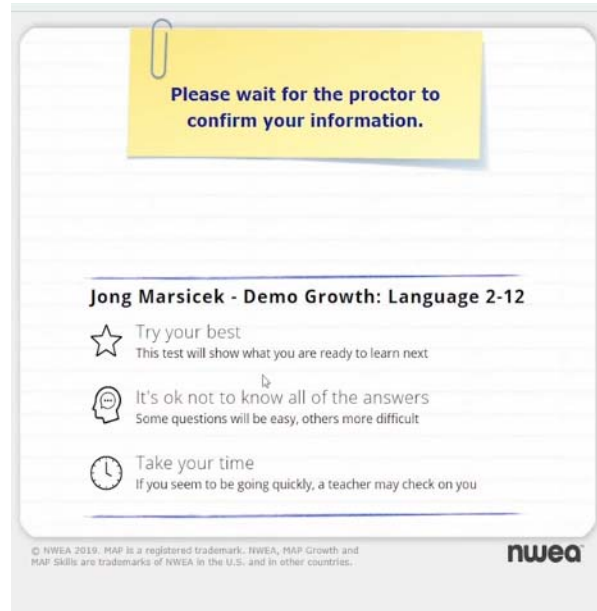 Please wait for the proctor to
confirm your information.
Jong Marsicek - Demo Growth: Language 2-12
Try your best
This test will show what you are ready to learn next
It's ok not to know all of the answers
Some questions will be easy, others more difficult
Take your time
If you seem to be going quickly, a teacher may check on you
© NWEA 2019. MAP is a registered trademark. NWEA, MAP Growth and
MAP Skills are trademarks of NWEA in the U.S. and in other countries.
nwea